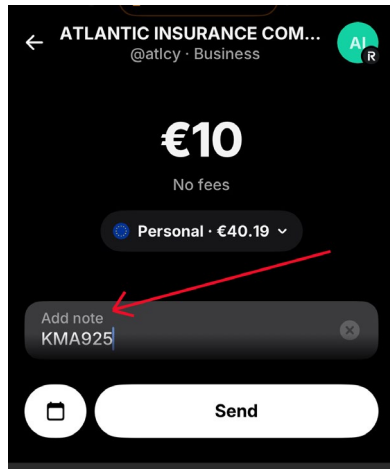 ATLANTIC INSURANCE COM...
@atlcy · Business
AI
R
€10
No fees
Personal · €40.19
Add note
KMA925
Send